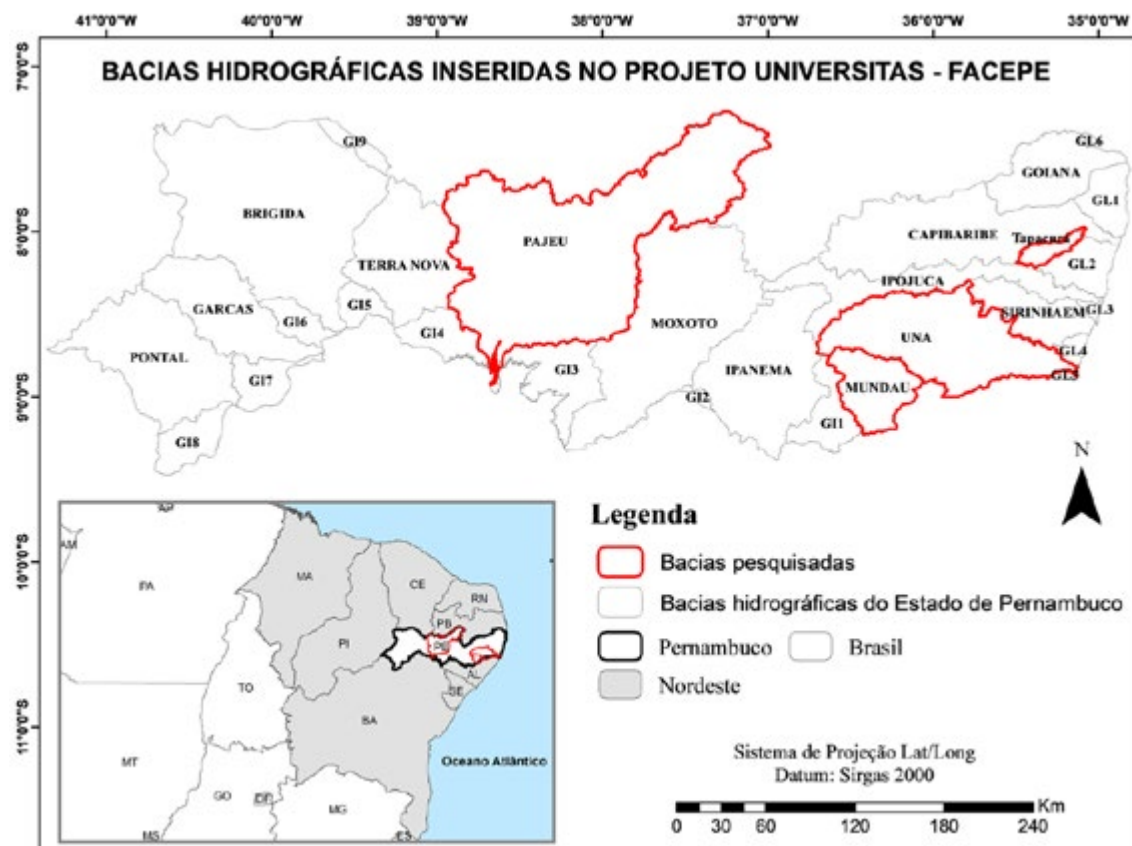 41°0'0"S 40°0'0"W 39°0'0"W 38°0'0"W 37°0'0"W 36°0'0"W 35°0'0"W
7°0'0"S
BACIAS HIDROGRÁFICAS INSERIDAS NO PROJETO UNIVERSITAS - FACEPE
GI9
GL6
GOIANA
GL1
BRIGIDA
8°0'0"S
PAJEU
CAPIBARIBE
Tapacurá
GL2
TERRA NOVA
IPOJUCA
GARCAS
GI5
GI6
GI4
MOXOTO
SIRINHAEM
GL3
UNA
PONTAL
GL4
GI7
GI3
IPANEMA
GL5
MUNDAU
9°0'0"S
GI2
GI1
GI8
N
AP
AM
PA
MA
CE
RN
PB
PI
PE
AL
SE
TO
BA
MT
Oceano Atlântico
GO
DF
MG
MS
ES
10°0'0"S
11°0'0"S
Legenda
Bacias pesquisadas
Bacias hidrográficas do Estado de Pernambuco
Pernambuco Brasil
Nordeste
Sistema de Projeção Lat/Long
Datum: Sirgas 2000
Km
0 30 60 120 180 240